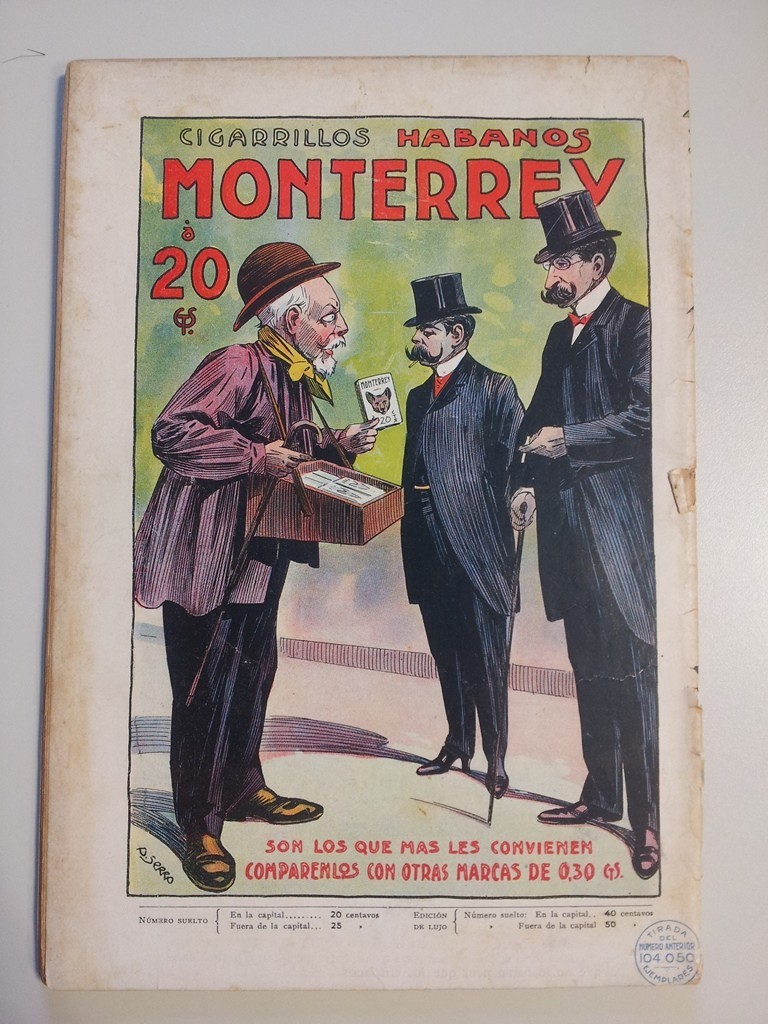 CIGARRILLOS HABANOS
MONTERREY
à
20
CTS.
MONTERREY
20 CTS
SON LOS QUE MAS LES CONVIENEN
COMPARENLOS CON OTRAS MARCAS DE 0,30 CTS.
R. SERRO
NÚMERO SUELTO { En la capital......... 20 centavos
Fuera de la capital... 25 »
EDICIÓN DE LUJO { Número suelto: En la capital.. 40 centavos
» Fuera de la capital 50 »
TIRADA
DEL
NÚMERO ANTERIOR
104.050
EJEMPLARES